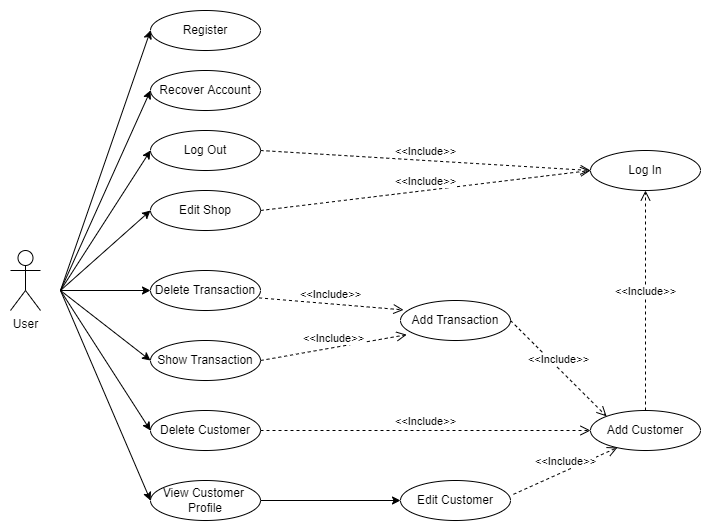 Register
Recover Account
Log Out
<<Include>>
Log In
<<Include>>
Edit Shop
User
Delete Transaction
<<Include>>
<<Include>>
Add Transaction
<<Include>>
Show Transaction
<<Include>>
Delete Customer
<<Include>>
Add Customer
<<Include>>
View Customer
Profile
Edit Customer